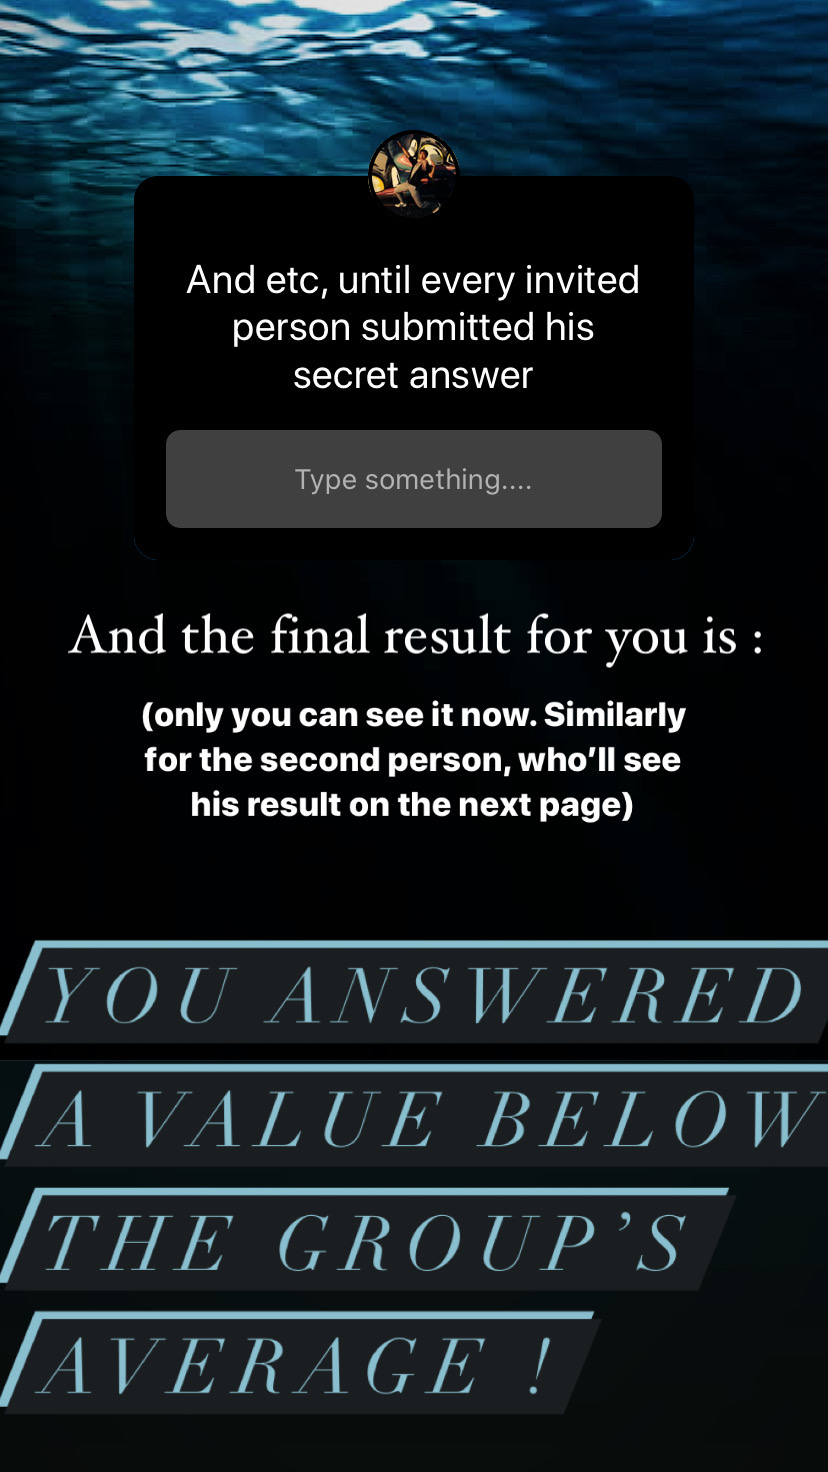 And etc, until every invited
person submitted his
secret answer
Type something....
And the final result for you is :
(only you can see it now. Similarly
for the second person, who’ll see
his result on the next page)
YOU ANSWERED
A VALUE BELOW
THE GROUP’S
AVERAGE !